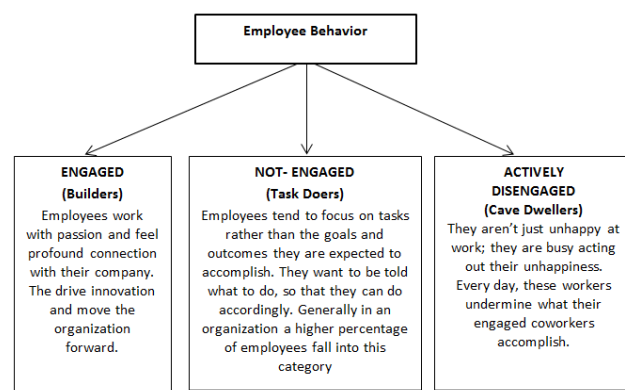 Employee Behavior
ENGAGED
(Builders)
Employees work
with passion and feel
profound connection
with their company.
The drive innovation
and move the
organization
forward.
NOT- ENGAGED
(Task Doers)
Employees tend to focus on tasks
rather than the goals and
outcomes they are expected to
accomplish. They want to be told
what to do, so that they can do
accordingly. Generally in an
organization a higher percentage
of employees fall into this
category
ACTIVELY
DISENGAGED
(Cave Dwellers)
They aren’t just unhappy at
work; they are busy acting
out their unhappiness.
Every day, these workers
undermine what their
engaged coworkers
accomplish.